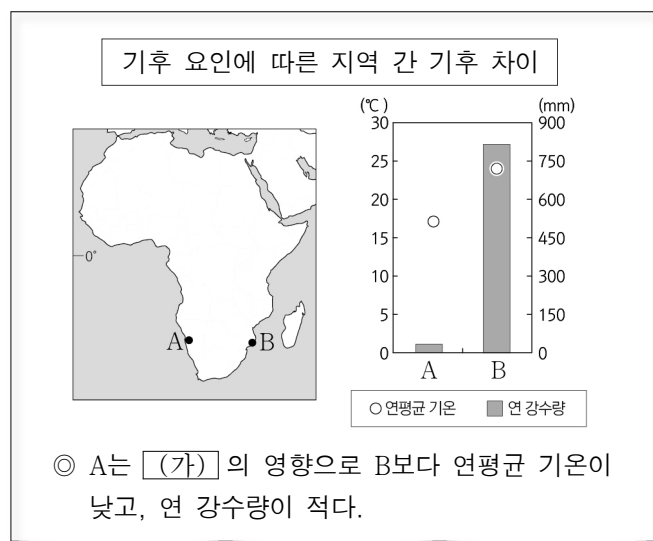 기후 요인에 따른 지역 간 기후 차이
0°
A
B
(℃)
(mm)
30
900
25
750
20
600
15
450
10
300
5
150
0
0
A
B
연평균 기온
연 강수량
◎ A는 (가)의 영향으로 B보다 연평균 기온이
낮고, 연 강수량이 적다.